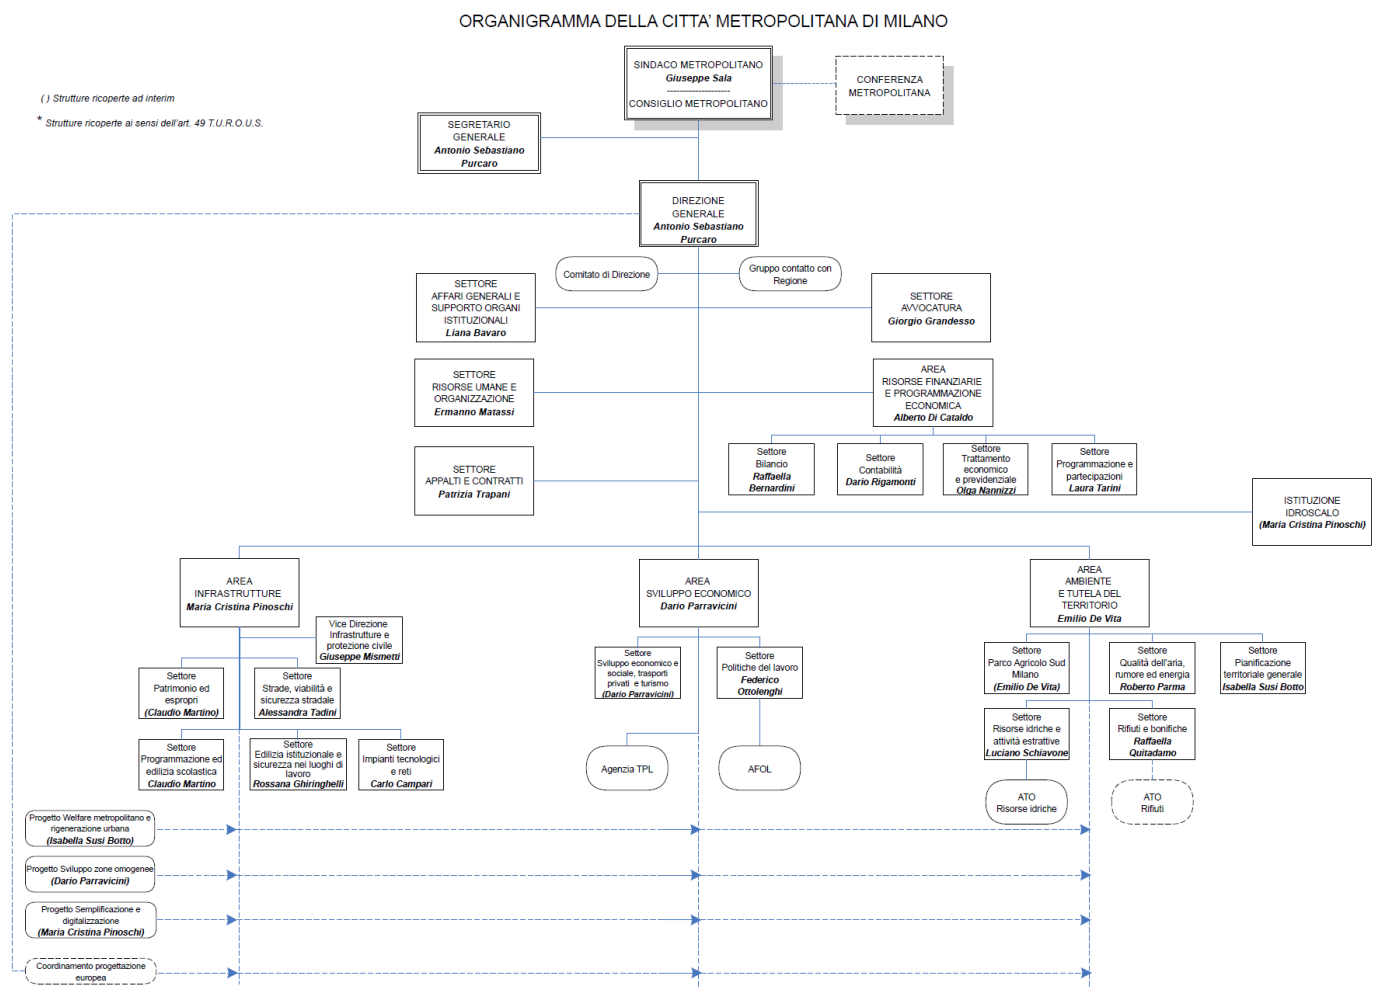 ORGANIGRAMMA DELLA CITTA' METROPOLITANA DI MILANO
SINDACO METROPOLITANO
Giuseppe Sala
--------------------
CONSIGLIO METROPOLITANO
CONFERENZA
METROPOLITANA
( ) Strutture ricoperte ad interim
* Strutture ricoperte ai sensi dell'art. 49 T.U.R.O.U.S.
SEGRETARIO
GENERALE
Antonio Sebastiano
Purcaro
DIREZIONE
GENERALE
Antonio Sebastiano
Purcaro
Comitato di Direzione
Gruppo contatto con
Regione
SETTORE
AFFARI GENERALI E
SUPPORTO ORGANI
ISTITUZIONALI
Liana Bavaro
SETTORE
AVVOCATURA
Giorgio Grandesso
SETTORE
RISORSE UMANE E
ORGANIZZAZIONE
Ermanno Matassi
AREA
RISORSE FINANZIARIE
E PROGRAMMAZIONE
ECONOMICA
Alberto Di Cataldo
SETTORE
APPALTI E CONTRATTI
Patrizia Trapani
Settore
Bilancio
Raffaella
Bernardini
Settore
Contabilità
Dario Rigamonti
Settore
Trattamento
economico
e previdenziale
Olga Nannizzi
Settore
Programmazione e
partecipazioni
Laura Tarini
ISTITUZIONE
IDROSCALO
(Maria Cristina Pinoschi)
AREA
INFRASTRUTTURE
Maria Cristina Pinoschi
AREA
SVILUPPO ECONOMICO
Dario Parravicini
AREA
AMBIENTE
E TUTELA DEL
TERRITORIO
Emilio De Vita
Vice Direzione
Infrastrutture e
protezione civile
Giuseppe Mismetti
Settore
Patrimonio ed
espropri
(Claudio Martino)
Settore
Strade, viabilità e
sicurezza stradale
Alessandra Tadini
Settore
Sviluppo economico e
sociale, trasporti
privati e turismo
(Dario Parravicini)
Settore
Politiche del lavoro
Federico
Ottolenghi
Settore
Parco Agricolo Sud
Milano
(Emilio De Vita)
Settore
Qualità dell'aria,
rumore ed energia
Roberto Parma
Settore
Pianificazione
territoriale generale
Isabella Susi Botto
Settore
Programmazione ed
edilizia scolastica
Claudio Martino
Settore
Edilizia istituzionale e
sicurezza nei luoghi di
lavoro
Rossana Ghiringhelli
Settore
Impianti tecnologici
e reti
Carlo Campari
Settore
Risorse idriche e
attività estrattive
Luciano Schiavone
Settore
Rifiuti e bonifiche
Raffaella
Quitadamo
Agenzia TPL
AFOL
ATO
Risorse idriche
ATO
Rifiuti
Progetto Welfare metropolitano e
rigenerazione urbana
(Isabella Susi Botto)
Progetto Sviluppo zone omogenee
(Dario Parravicini)
Progetto Semplificazione e
digitalizzazione
(Maria Cristina Pinoschi)
Coordinamento progettazione
europea